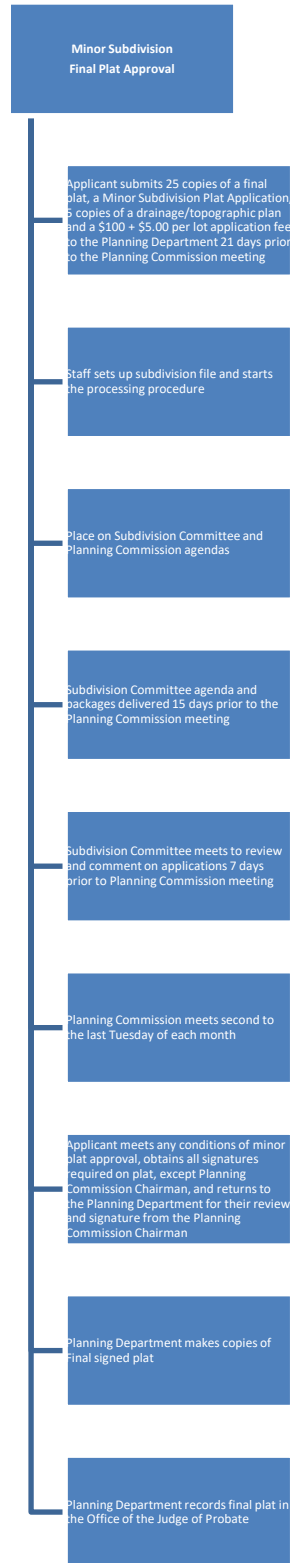 Minor Subdivision
Final Plat Approval
Applicant submits 25 copies of a final
plat, a Minor Subdivision Plat Application,
5 copies of a drainage/topographic plan
and a $100 + $5.00 per lot application fee
to the Planning Department 21 days prior
to the Planning Commission meeting
Staff sets up subdivision file and starts
the processing procedure
Place on Subdivision Committee and
Planning Commission agendas
Subdivision Committee agenda and
packages delivered 15 days prior to the
Planning Commission meeting
Subdivision Committee meets to review
and comment on applications 7 days
prior to Planning Commission meeting
Planning Commission meets second to
the last Tuesday of each month
Applicant meets any conditions of minor
plat approval, obtains all signatures
required on plat, except Planning
Commission Chairman, and returns to
the Planning Department for their review
and signature from the Planning
Commission Chairman
Planning Department makes copies of
Final signed plat
Planning Department records final plat in
the Office of the Judge of Probate